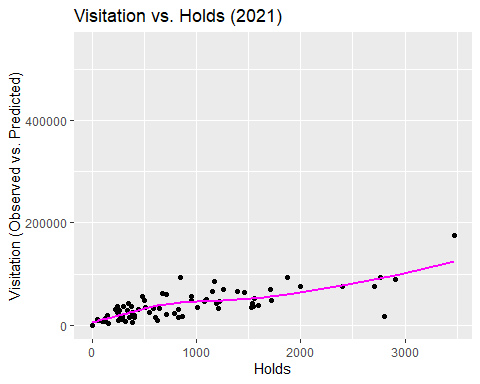 Visitation vs. Holds (2021)
Visitation (Observed vs. Predicted)
400000
200000
0
0
1000
2000
3000
Holds